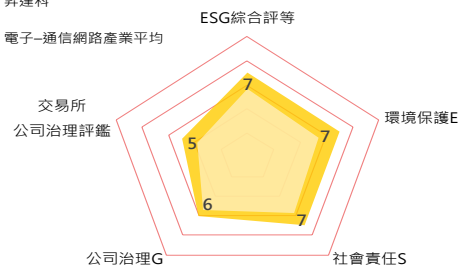 昇達科
電子–通信網路產業平均
ESG綜合評等
7
交易所
公司治理評鑑
5
7
環境保護E
6
7
公司治理G
社會責任S